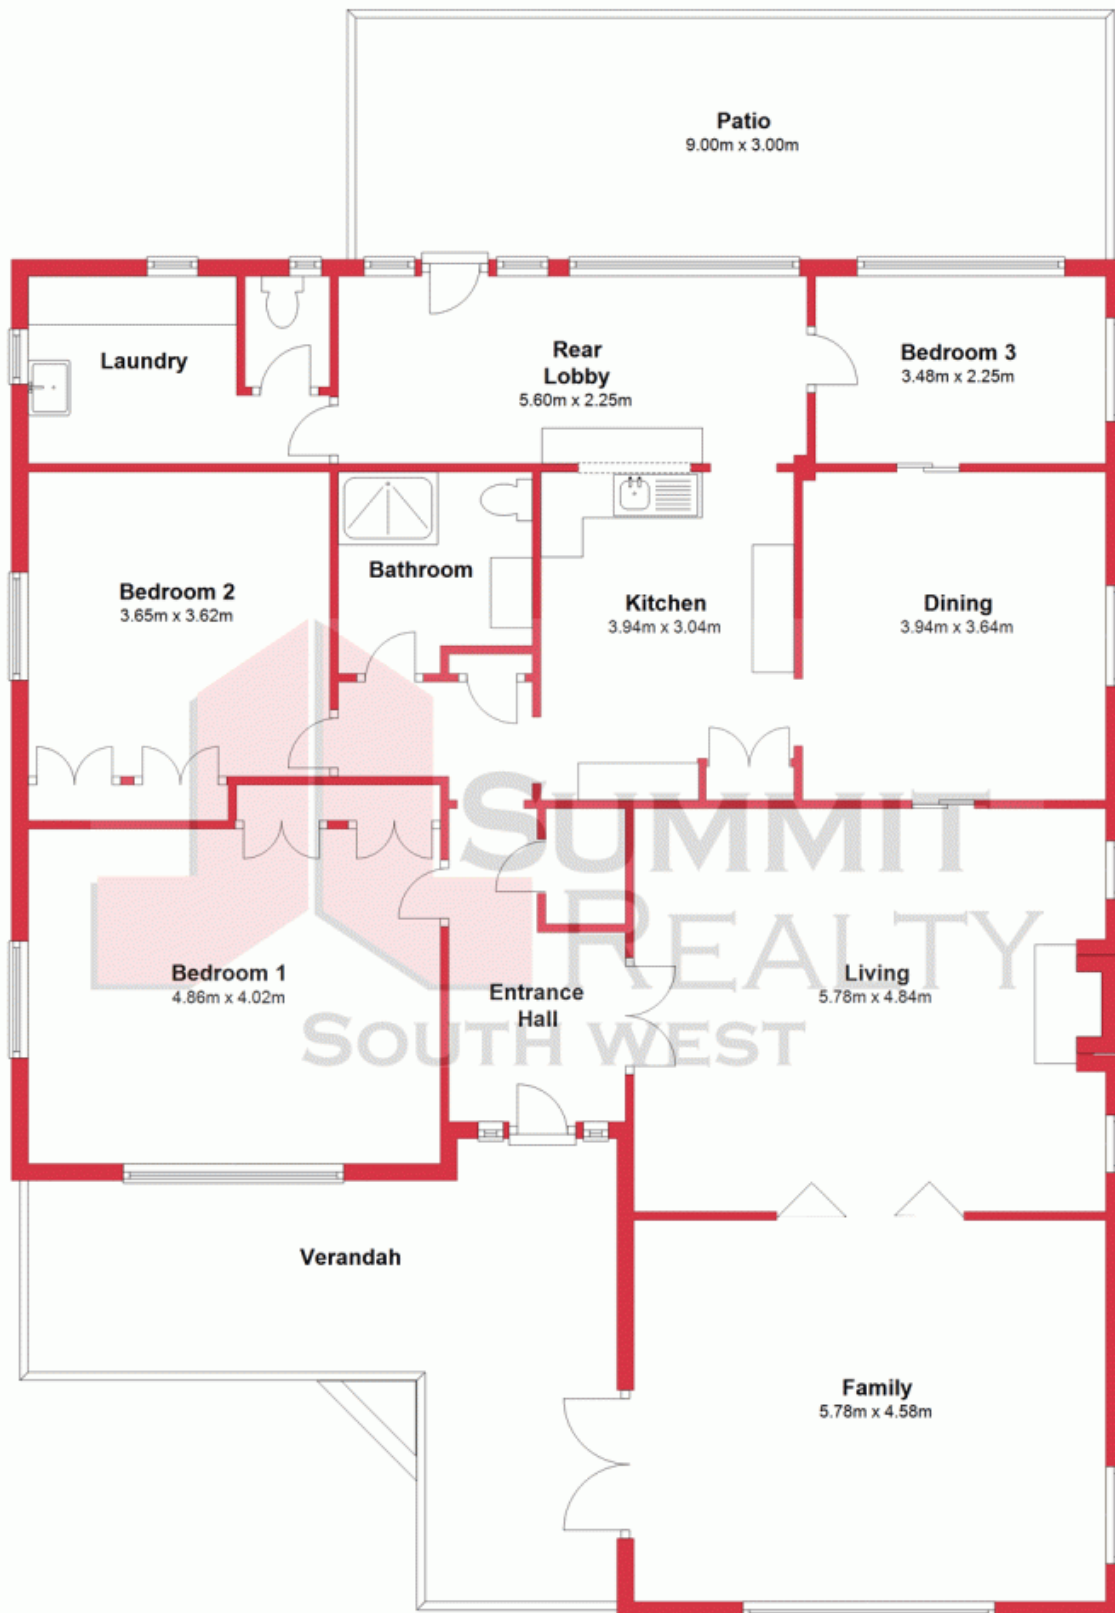 Patio
9.00m x 3.00m
Laundry
Rear
Lobby
5.60m x 2.25m
Bedroom 3
3.48m x 2.25m
Bedroom 2
3.65m x 3.62m
Bathroom
Kitchen
3.94m x 3.04m
Dining
3.94m x 3.64m
SUMMIT
REALTY
SOUTH WEST
Bedroom 1
4.86m x 4.02m
Entrance
Hall
Living
5.78m x 4.84m
Verandah
Family
5.78m x 4.58m